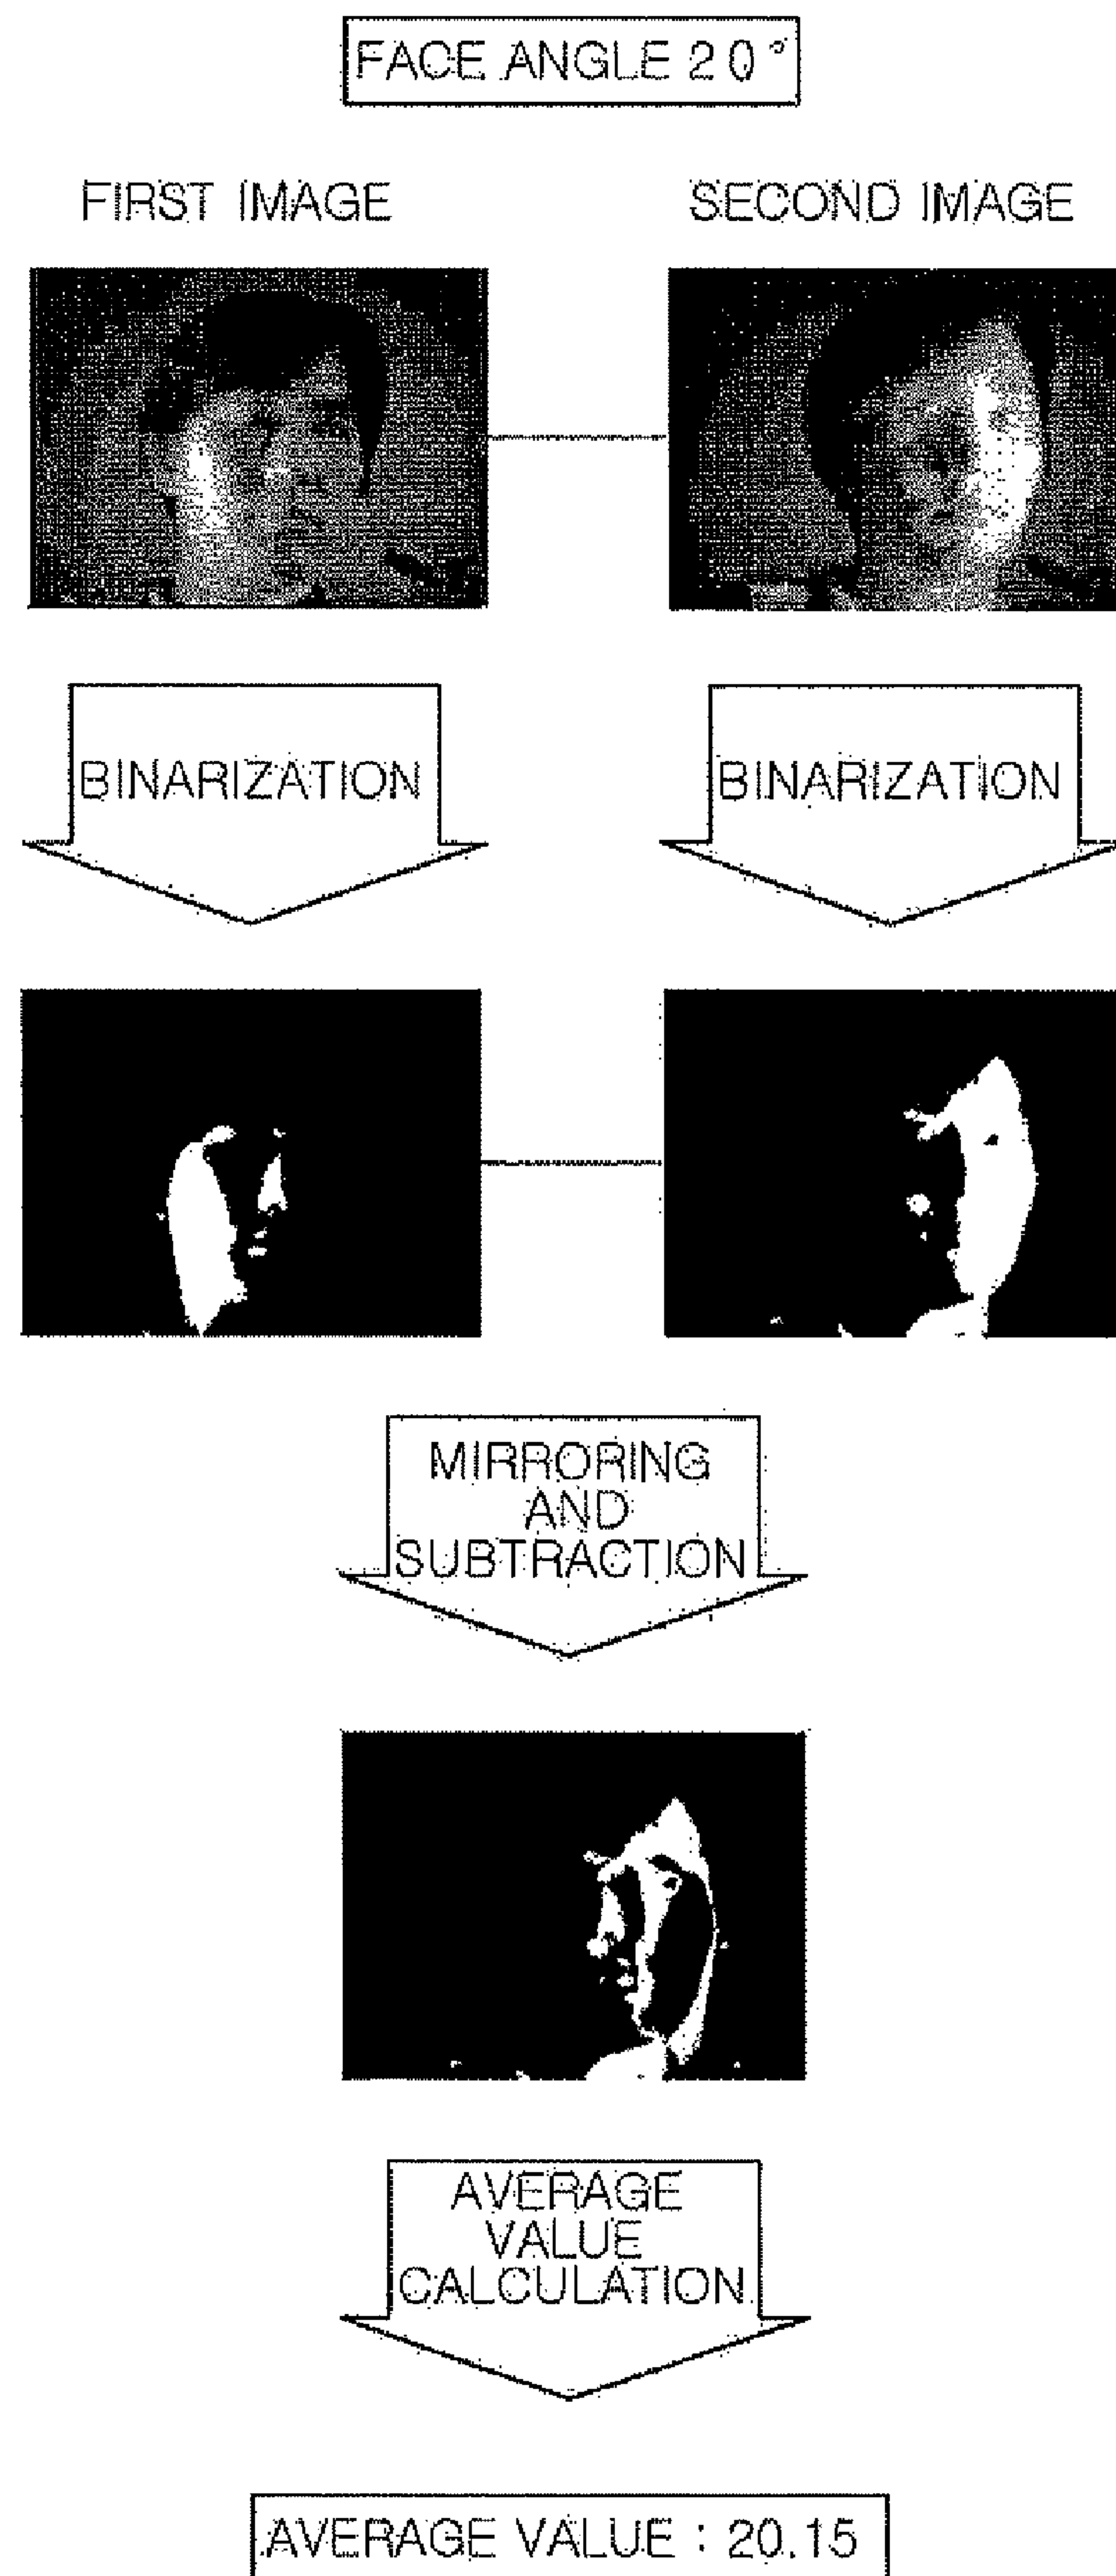 FACE ANGLE 20°
FIRST IMAGE
SECOND IMAGE
BINARIZATION
BINARIZATION
MIRRORING
AND
SUBTRACTION
AVERAGE
VALUE
CALCULATION
AVERAGE VALUE : 20.15